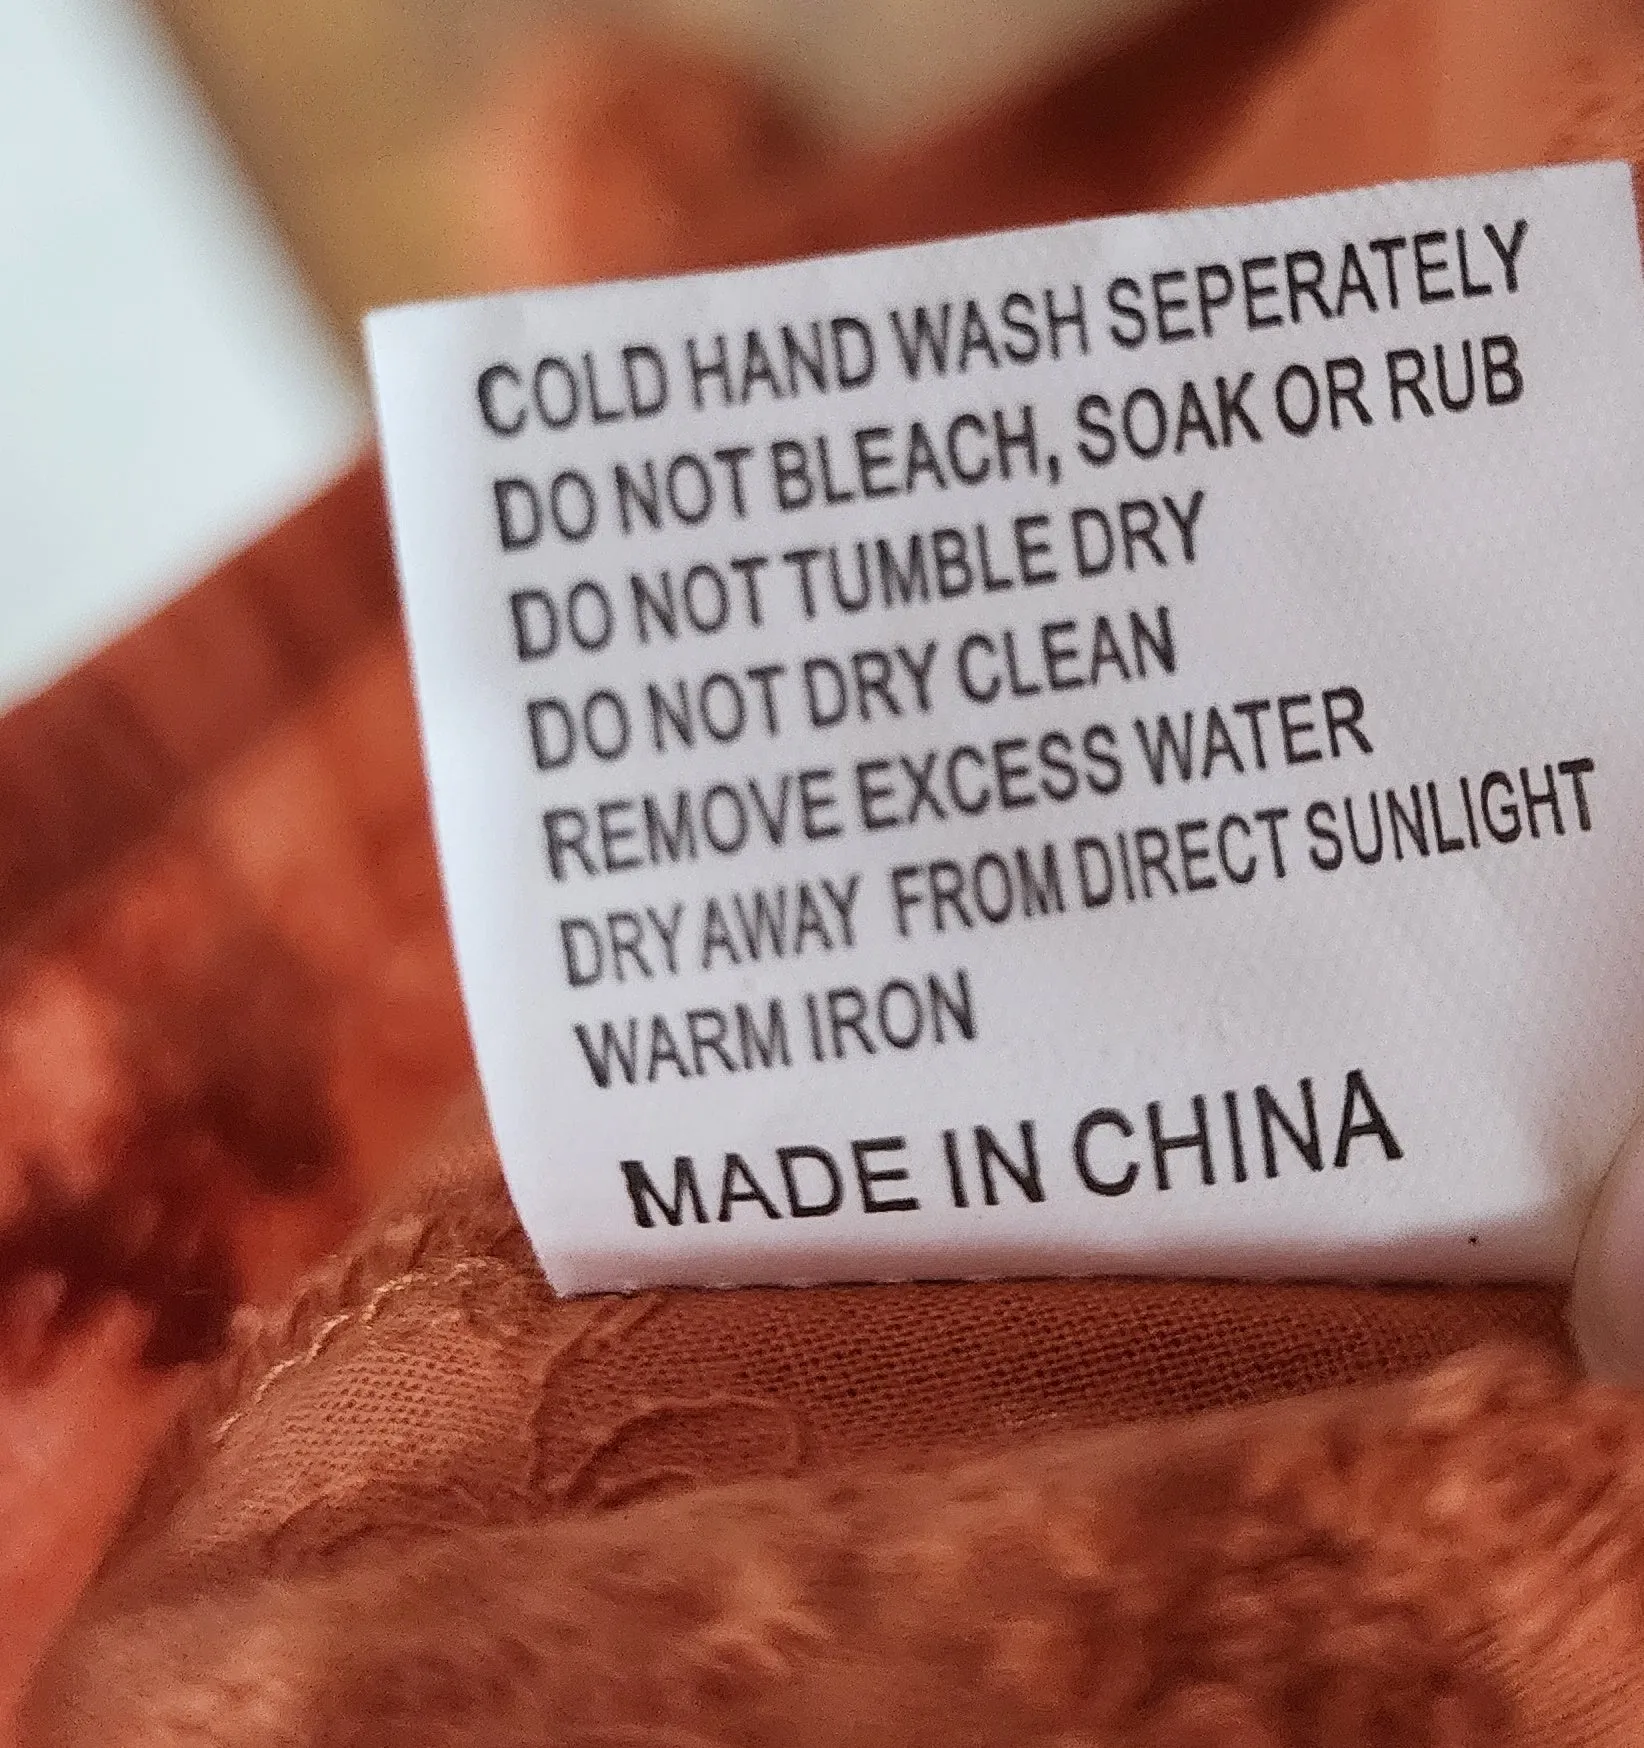 COLD HAND WASH SEPERATELY
DO NOT BLEACH, SOAK OR RUB
DO NOT TUMBLE DRY
DO NOT DRY CLEAN
REMOVE EXCESS WATER
DRY AWAY FROM DIRECT SUNLIGHT
WARM IRON
MADE IN CHINA